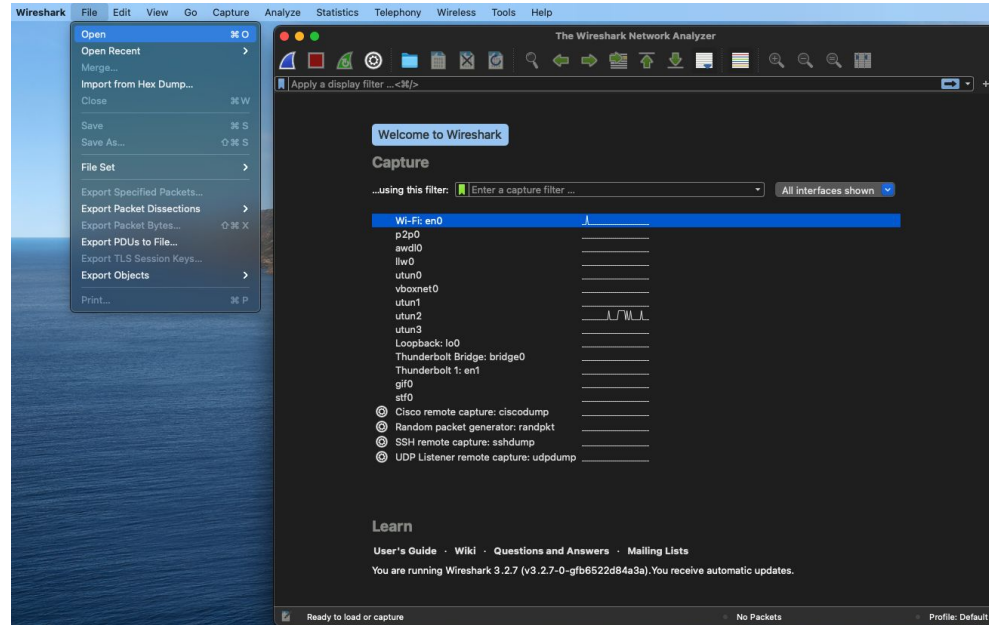 Wireshark File Edit View Go Capture Analyze Statistics Telephony Wireless Tools Help
Open ⌘ O
Open Recent >
Merge...
Import from Hex Dump...
Close ⌘ W
Save ⌘ S
Save As... ⇧ ⌘ S
File Set >
Export Specified Packets...
Export Packet Dissections >
Export Packet Bytes... ⇧ ⌘ X
Export PDUs to File...
Export TLS Session Keys...
Export Objects >
Print... ⌘ P
The Wireshark Network Analyzer
Apply a display filter ...<⌘/>
Welcome to Wireshark
Capture
...using this filter: Enter a capture filter ... All interfaces shown
Wi-Fi: en0
p2p0
awdl0
llw0
utun0
vboxnet0
utun1
utun2
utun3
Loopback: lo0
Thunderbolt Bridge: bridge0
Thunderbolt 1: en1
gif0
stf0
Cisco remote capture: ciscodump
Random packet generator: randpkt
SSH remote capture: sshdump
UDP Listener remote capture: udpdump
Learn
User's Guide · Wiki · Questions and Answers · Mailing Lists
You are running Wireshark 3.2.7 (v3.2.7-0-gfb6522d84a3a).You receive automatic updates.
Ready to load or capture No Packets Profile: Default